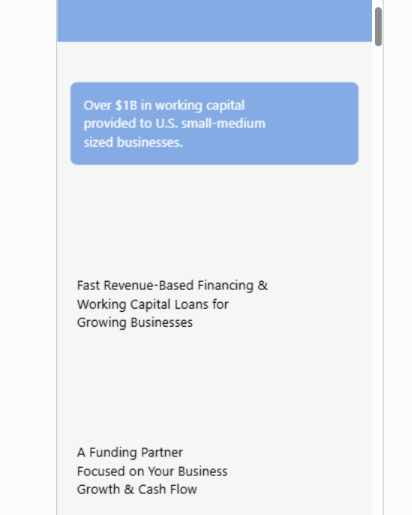 Over $1B in working capital
provided to U.S. small-medium
sized businesses.
Fast Revenue-Based Financing &
Working Capital Loans for
Growing Businesses
A Funding Partner
Focused on Your Business
Growth & Cash Flow